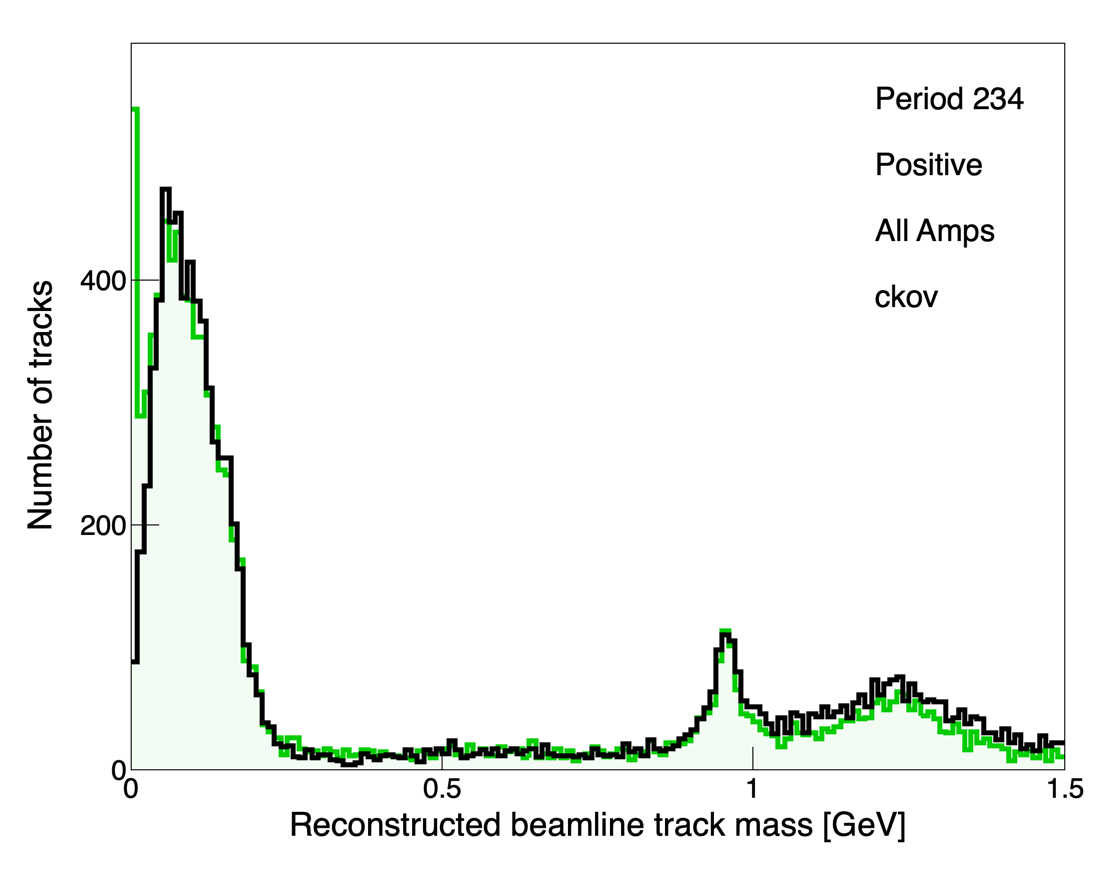 Period 234
Positive
All Amps
ckov
Number of tracks
400
200
0
0
0.5
1
1.5
Reconstructed beamline track mass [GeV]